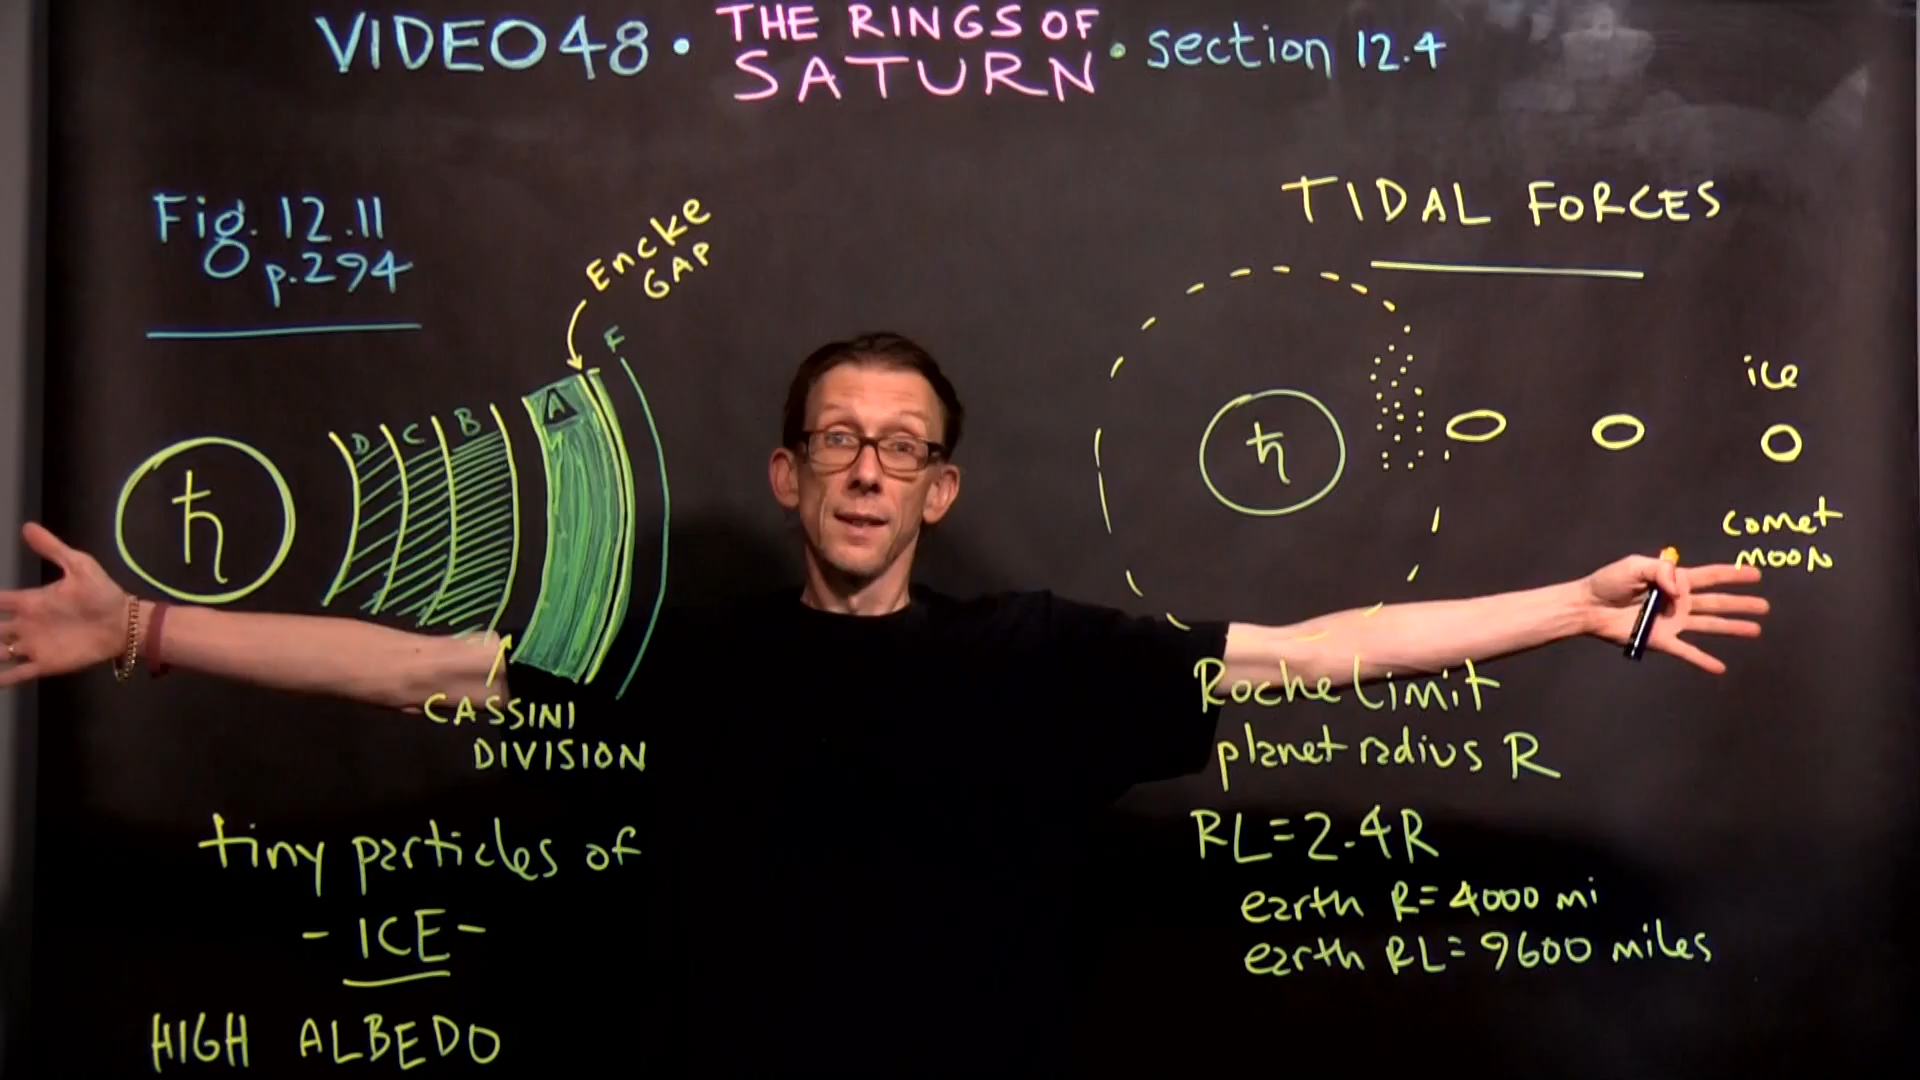 VIDEO 48 • THE RINGS OF SATURN • section 12.4
Fig. 12.11
p.294
Encke
GAP
F
A
D
C
B
ħ
CASSINI
DIVISION
tiny particles of
- ICE -
HIGH ALBEDO
TIDAL FORCES
ħ
ice
comet
moon
Roche limit
planet radius R
RL=2.4R
earth R=4000 mi
earth RL=9600 miles